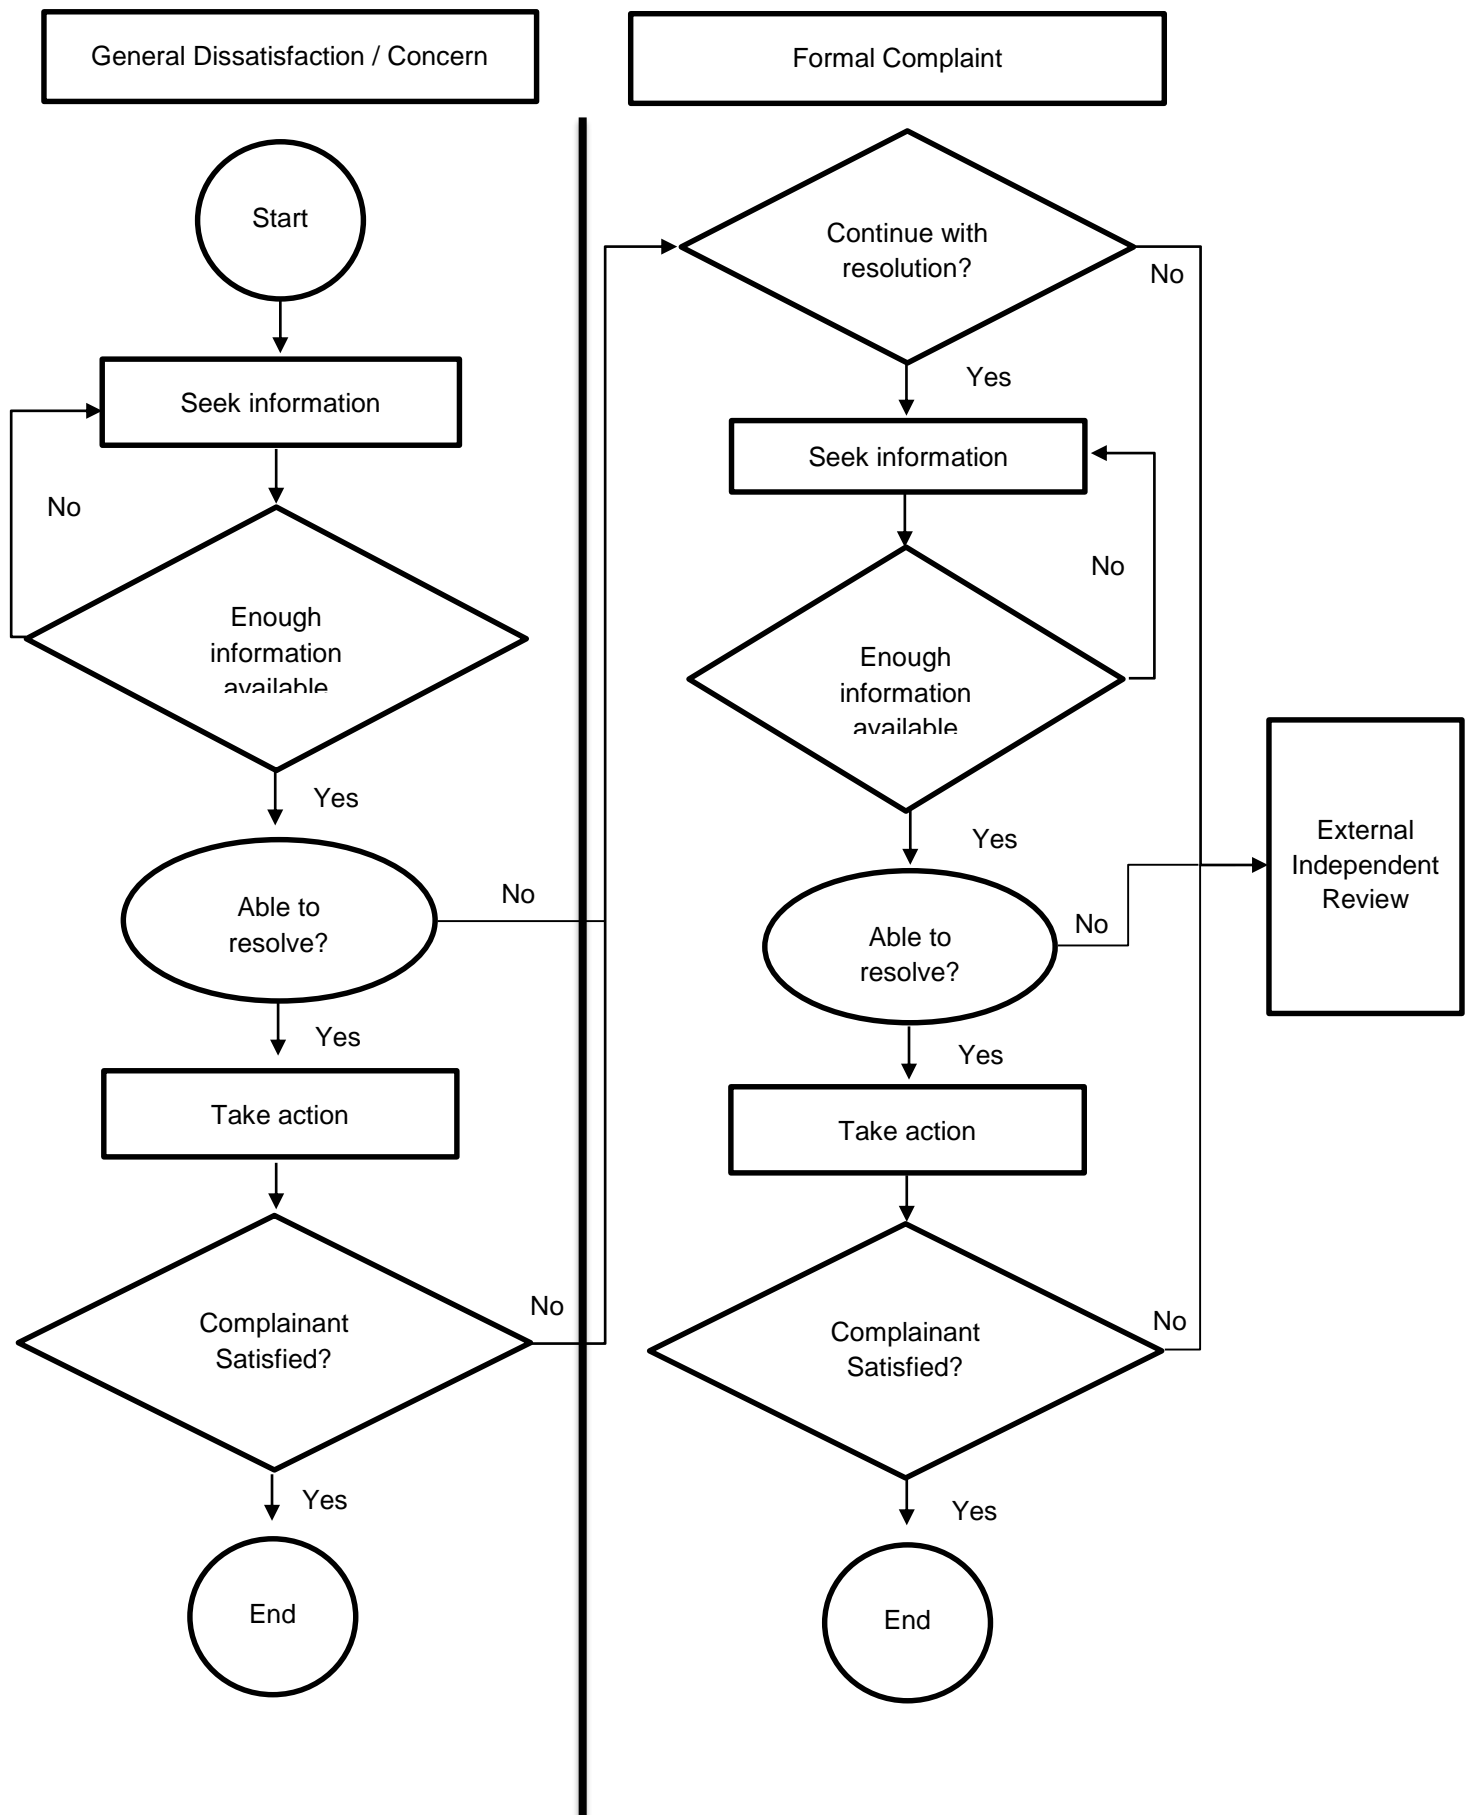 General Dissatisfaction / Concern
Start
Seek information
No
Enough
information
available
Yes
Able to
resolve?
No
Yes
Take action
Complainant
Satisfied?
No
Yes
End
Formal Complaint
Continue with
resolution?
No
Yes
Seek information
No
Enough
information
available
Yes
Able to
resolve?
No
Yes
Take action
Complainant
Satisfied?
No
Yes
End
External
Independent
Review